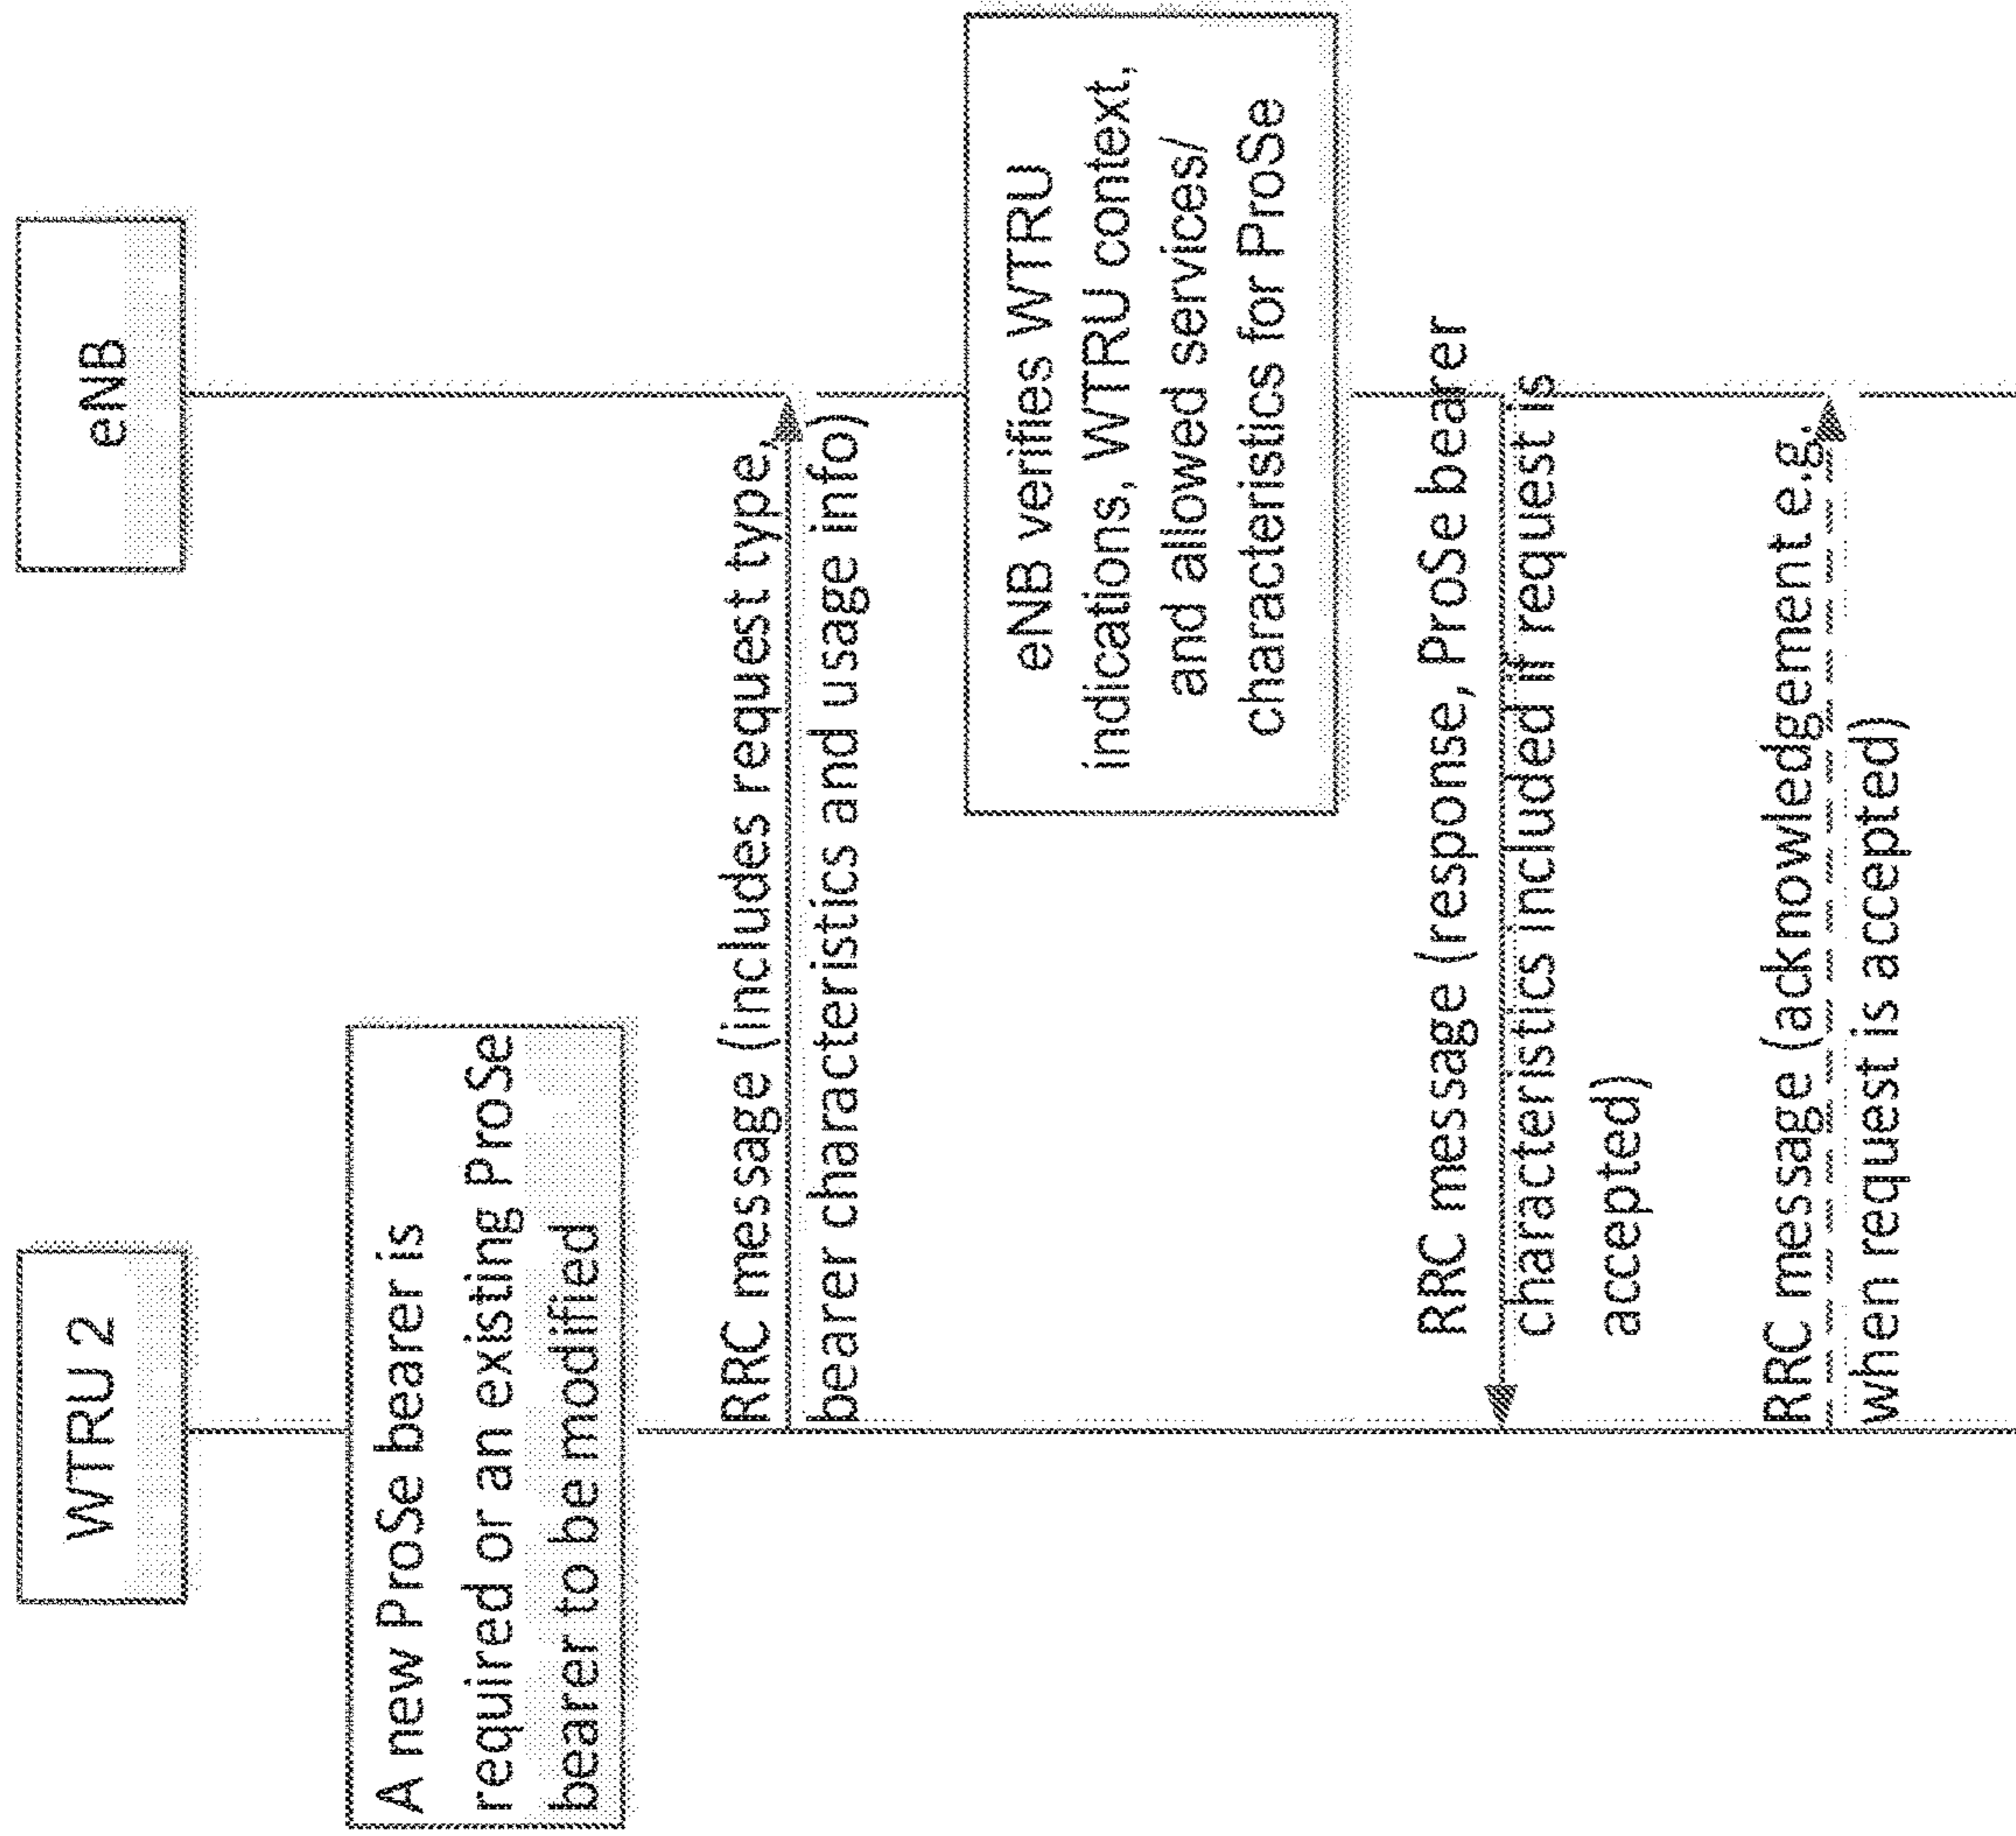 WTRU 2
eNB
A new ProSe bearer is
required or an existing ProSe
bearer to be modified
RRC message (includes request type,
bearer characteristics and usage info)
eNB verifies WTRU
indications, WTRU context,
and allowed services/
characteristics for ProSe
RRC message (response, ProSe bearer
characteristics included if request is
accepted)
RRC message (acknowledgement e.g.
when request is accepted)